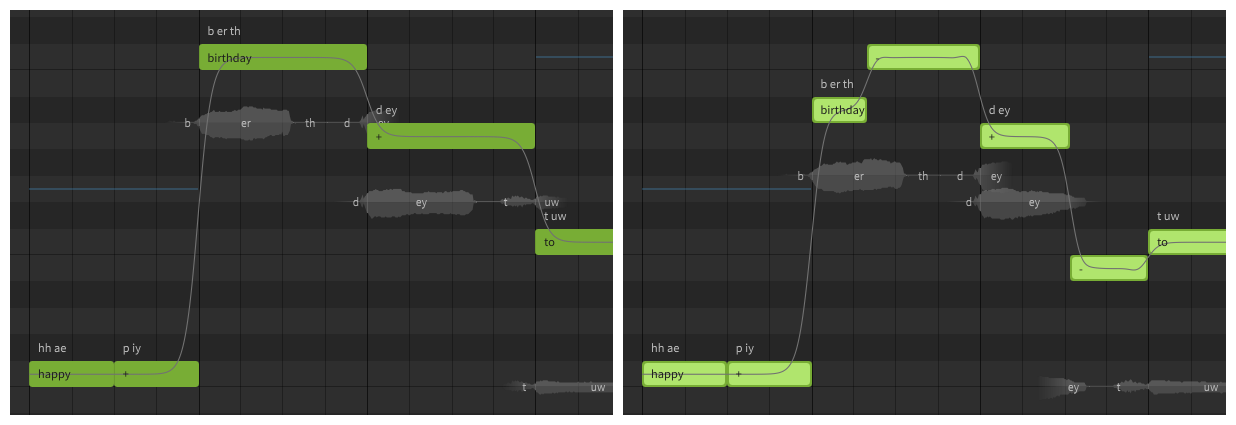 b er th
birthday
b er th d ey
d ey
+
d ey t uw
t uw
to
hh ae p iy
happy +
t uw
-
b er th
birthday
d ey
+
b er th d ey
d ey
t uw
to
-
hh ae p iy
happy +
ey t uw